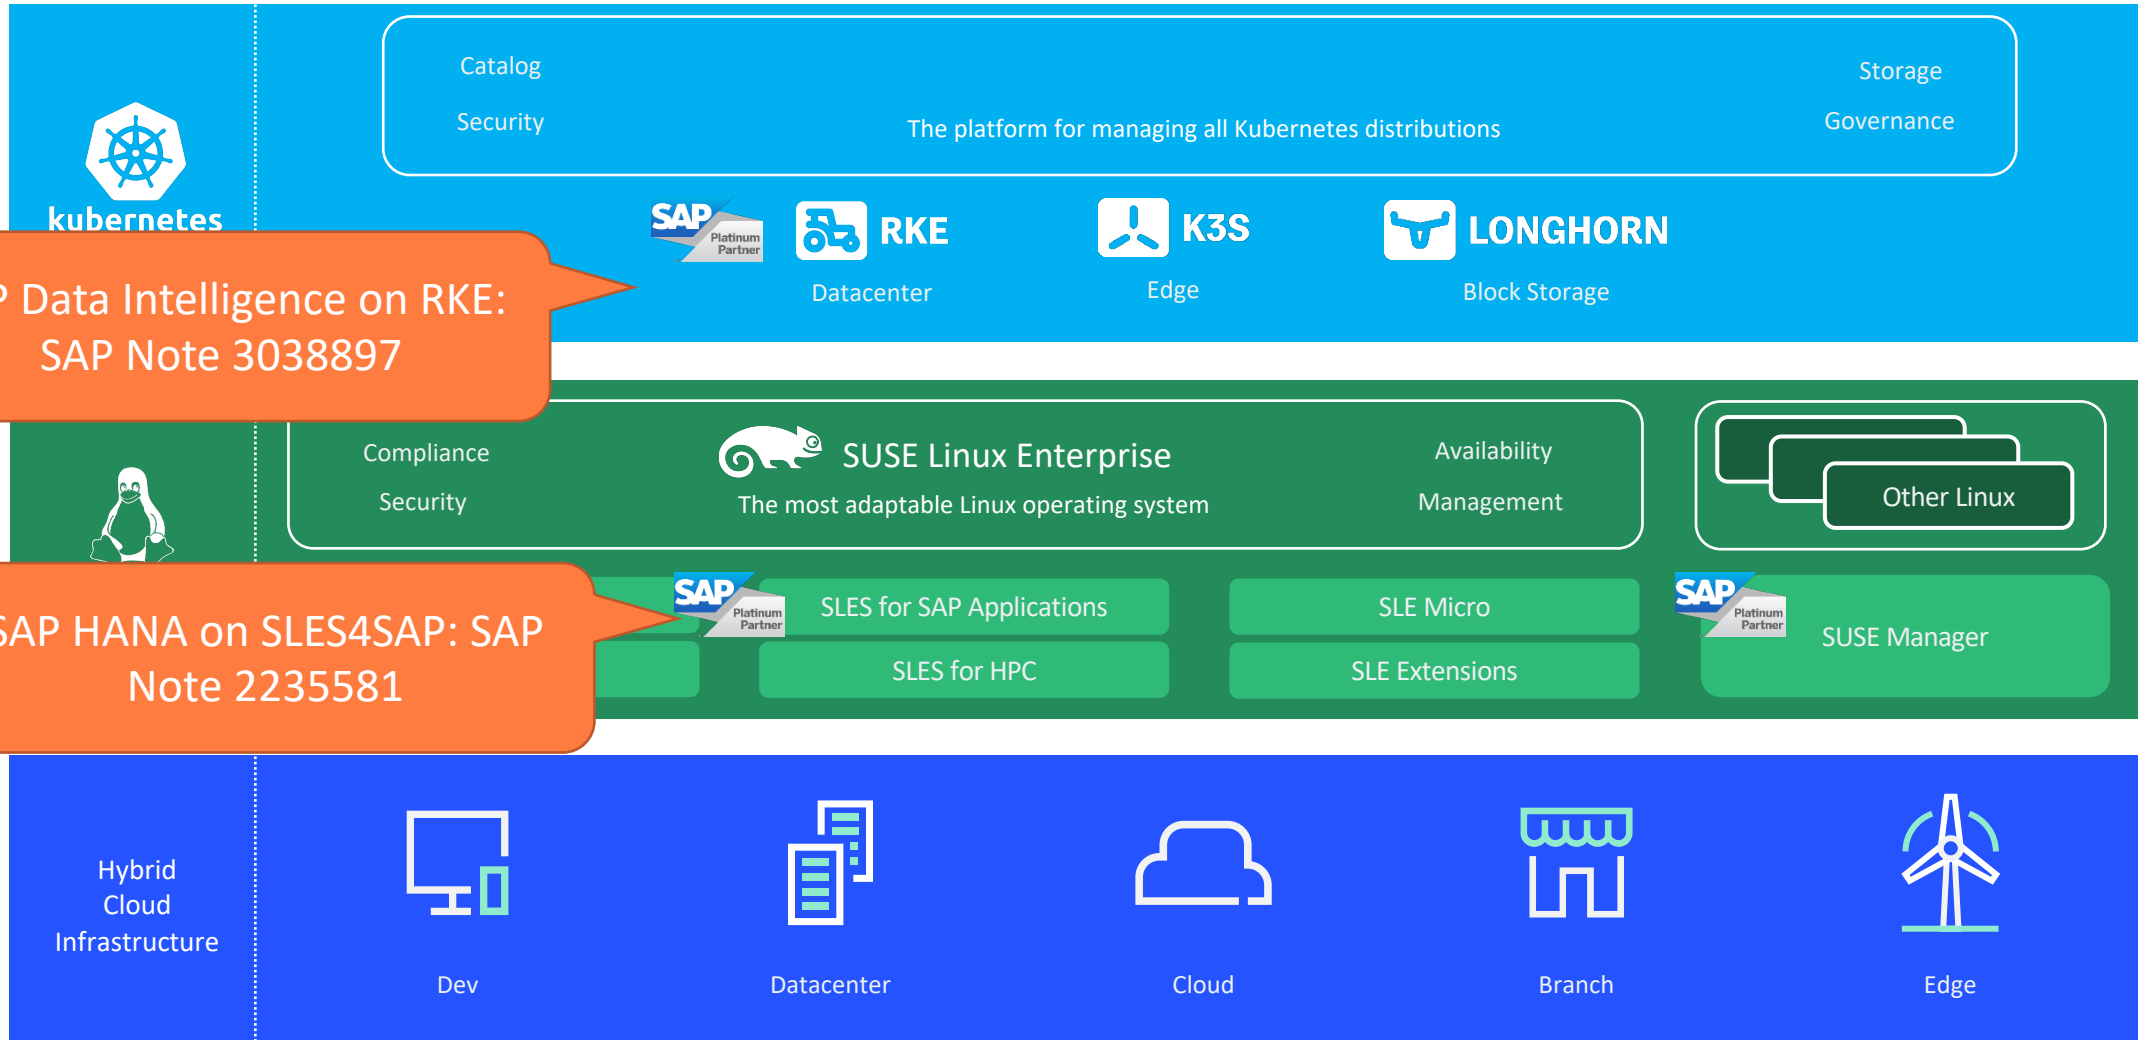 Catalog
Storage
Security
The platform for managing all Kubernetes distributions
Governance
kubernetes
SAP
Platinum
Partner
RKE
K3S
LONGHORN
Datacenter
Edge
Block Storage
P Data Intelligence on RKE:
SAP Note 3038897
Compliance
SUSE Linux Enterprise
Availability
Security
The most adaptable Linux operating system
Management
Other Linux
SAP
Platinum
Partner
SLES for SAP Applications
SLE Micro
SAP
Platinum
Partner
SUSE Manager
SAP HANA on SLES4SAP: SAP
Note 2235581
SLES for HPC
SLE Extensions
Hybrid
Cloud
Infrastructure
Dev
Datacenter
Cloud
Branch
Edge